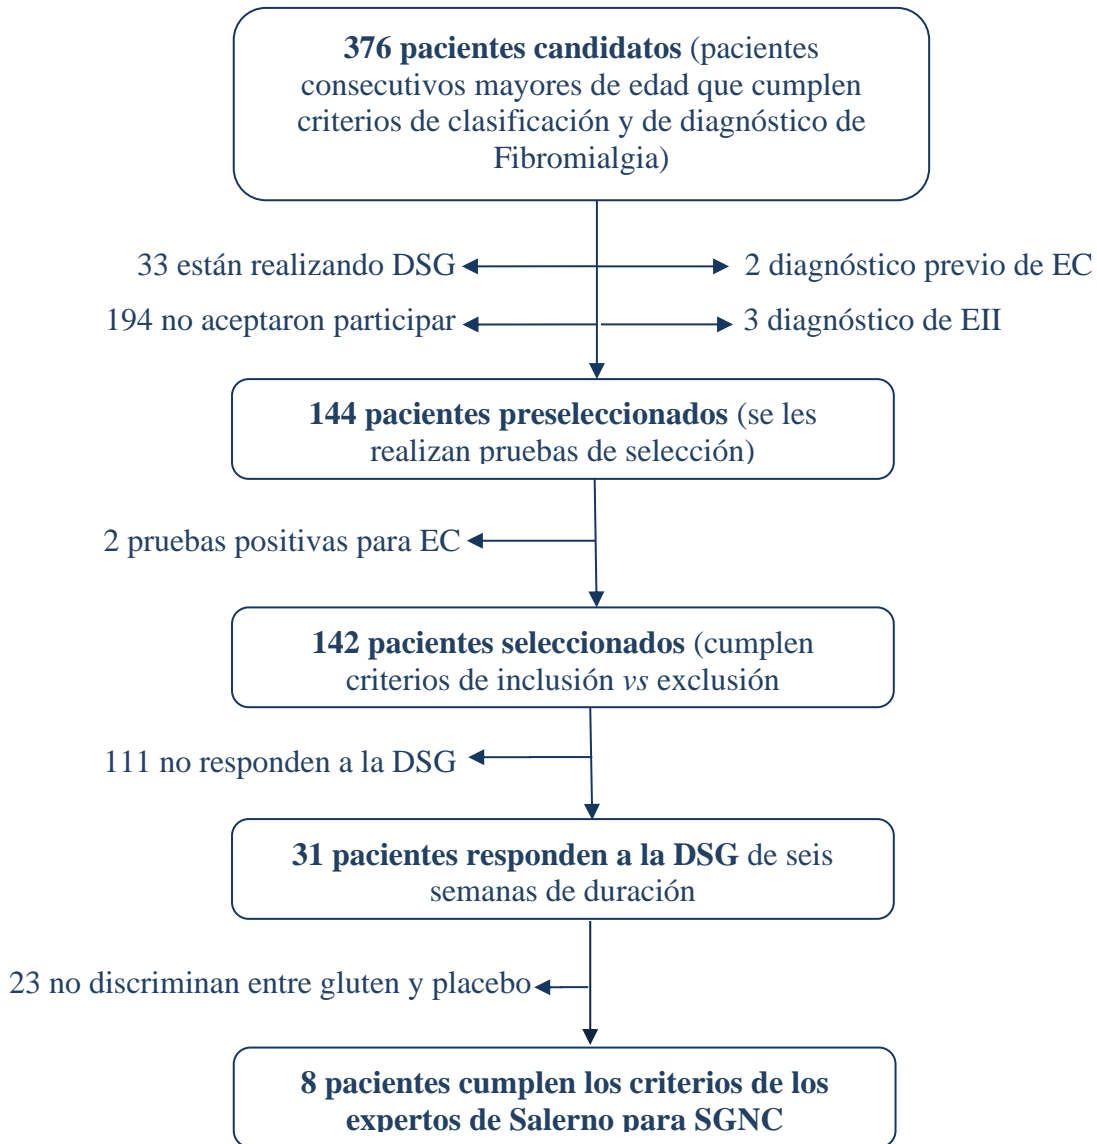 376 pacientes candidatos (pacientes
consecutivos mayores de edad que cumplen
criterios de clasificación y de diagnóstico de
Fibromialgia)
33 están realizando DSG
2 diagnóstico previo de EC
194 no aceptaron participar
3 diagnóstico de EII
144 pacientes preseleccionados (se les
realizan pruebas de selección)
2 pruebas positivas para EC
142 pacientes seleccionados (cumplen
criterios de inclusión vs exclusión
111 no responden a la DSG
31 pacientes responden a la DSG de seis
semanas de duración
23 no discriminan entre gluten y placebo
8 pacientes cumplen los criterios de los
expertos de Salerno para SGNC